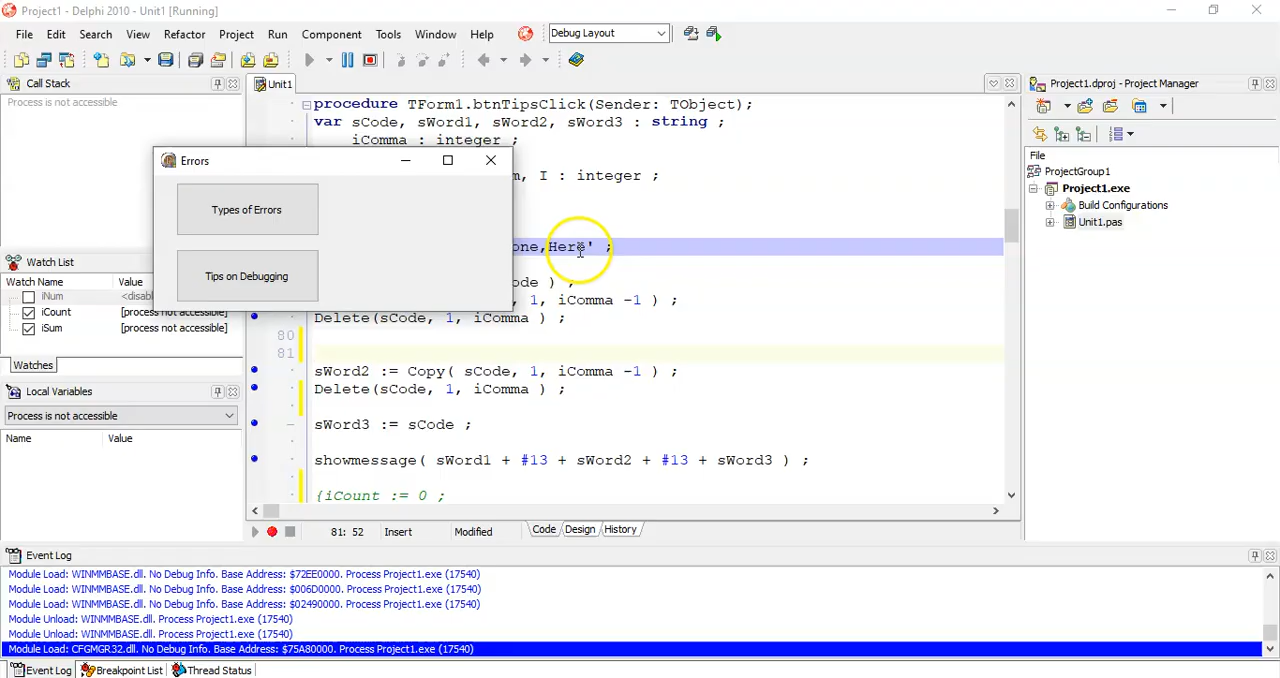 Project1 - Delphi 2010 - Unit1 [Running]
File Edit Search View Refactor Project Run Component Tools Window Help Debug Layout
Call Stack
Process is not accessible
Unit1
procedure TForm1.btnTipsClick(Sender: TObject);
var sCode, sWord1, sWord2, sWord3 : string ;
iComma : integer ;
m, I : integer ;
Errors
Types of Errors
Tips on Debugging
one,Here' ;
ode ) ;
, 1, iComma -1 ) ;
Delete(sCode, 1, iComma ) ;
80
81
sWord2 := Copy( sCode, 1, iComma -1 ) ;
Delete(sCode, 1, iComma ) ;
sWord3 := sCode ;
showmessage( sWord1 + #13 + sWord2 + #13 + sWord3 ) ;
{iCount := 0 ;
81: 52 Insert Modified Code Design History
Watch List
Watch Name Value
iNum <disabl
iCount [process not accessible]
iSum [process not accessible]
Watches
Local Variables
Process is not accessible
Name Value
Project1.dproj - Project Manager
File
ProjectGroup1
Project1.exe
Build Configurations
Unit1.pas
Event Log
Module Load: WINMMBASE.dll. No Debug Info. Base Address: $72EE0000. Process Project1.exe (17540)
Module Load: WINMMBASE.dll. No Debug Info. Base Address: $006D0000. Process Project1.exe (17540)
Module Load: WINMMBASE.dll. No Debug Info. Base Address: $02490000. Process Project1.exe (17540)
Module Unload: WINMMBASE.dll. Process Project1.exe (17540)
Module Unload: WINMMBASE.dll. Process Project1.exe (17540)
Module Load: CFGMGR32.dll. No Debug Info. Base Address: $75A80000. Process Project1.exe (17540)
Event Log Breakpoint List Thread Status